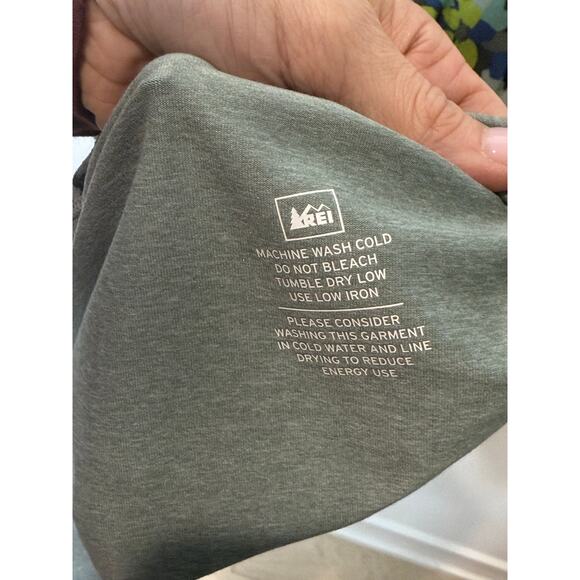 REI
MACHINE WASH COLD
DO NOT BLEACH
TUMBLE DRY LOW
USE LOW IRON
PLEASE CONSIDER
WASHING THIS GARMENT
IN COLD WATER AND LINE
DRYING TO REDUCE
ENERGY USE